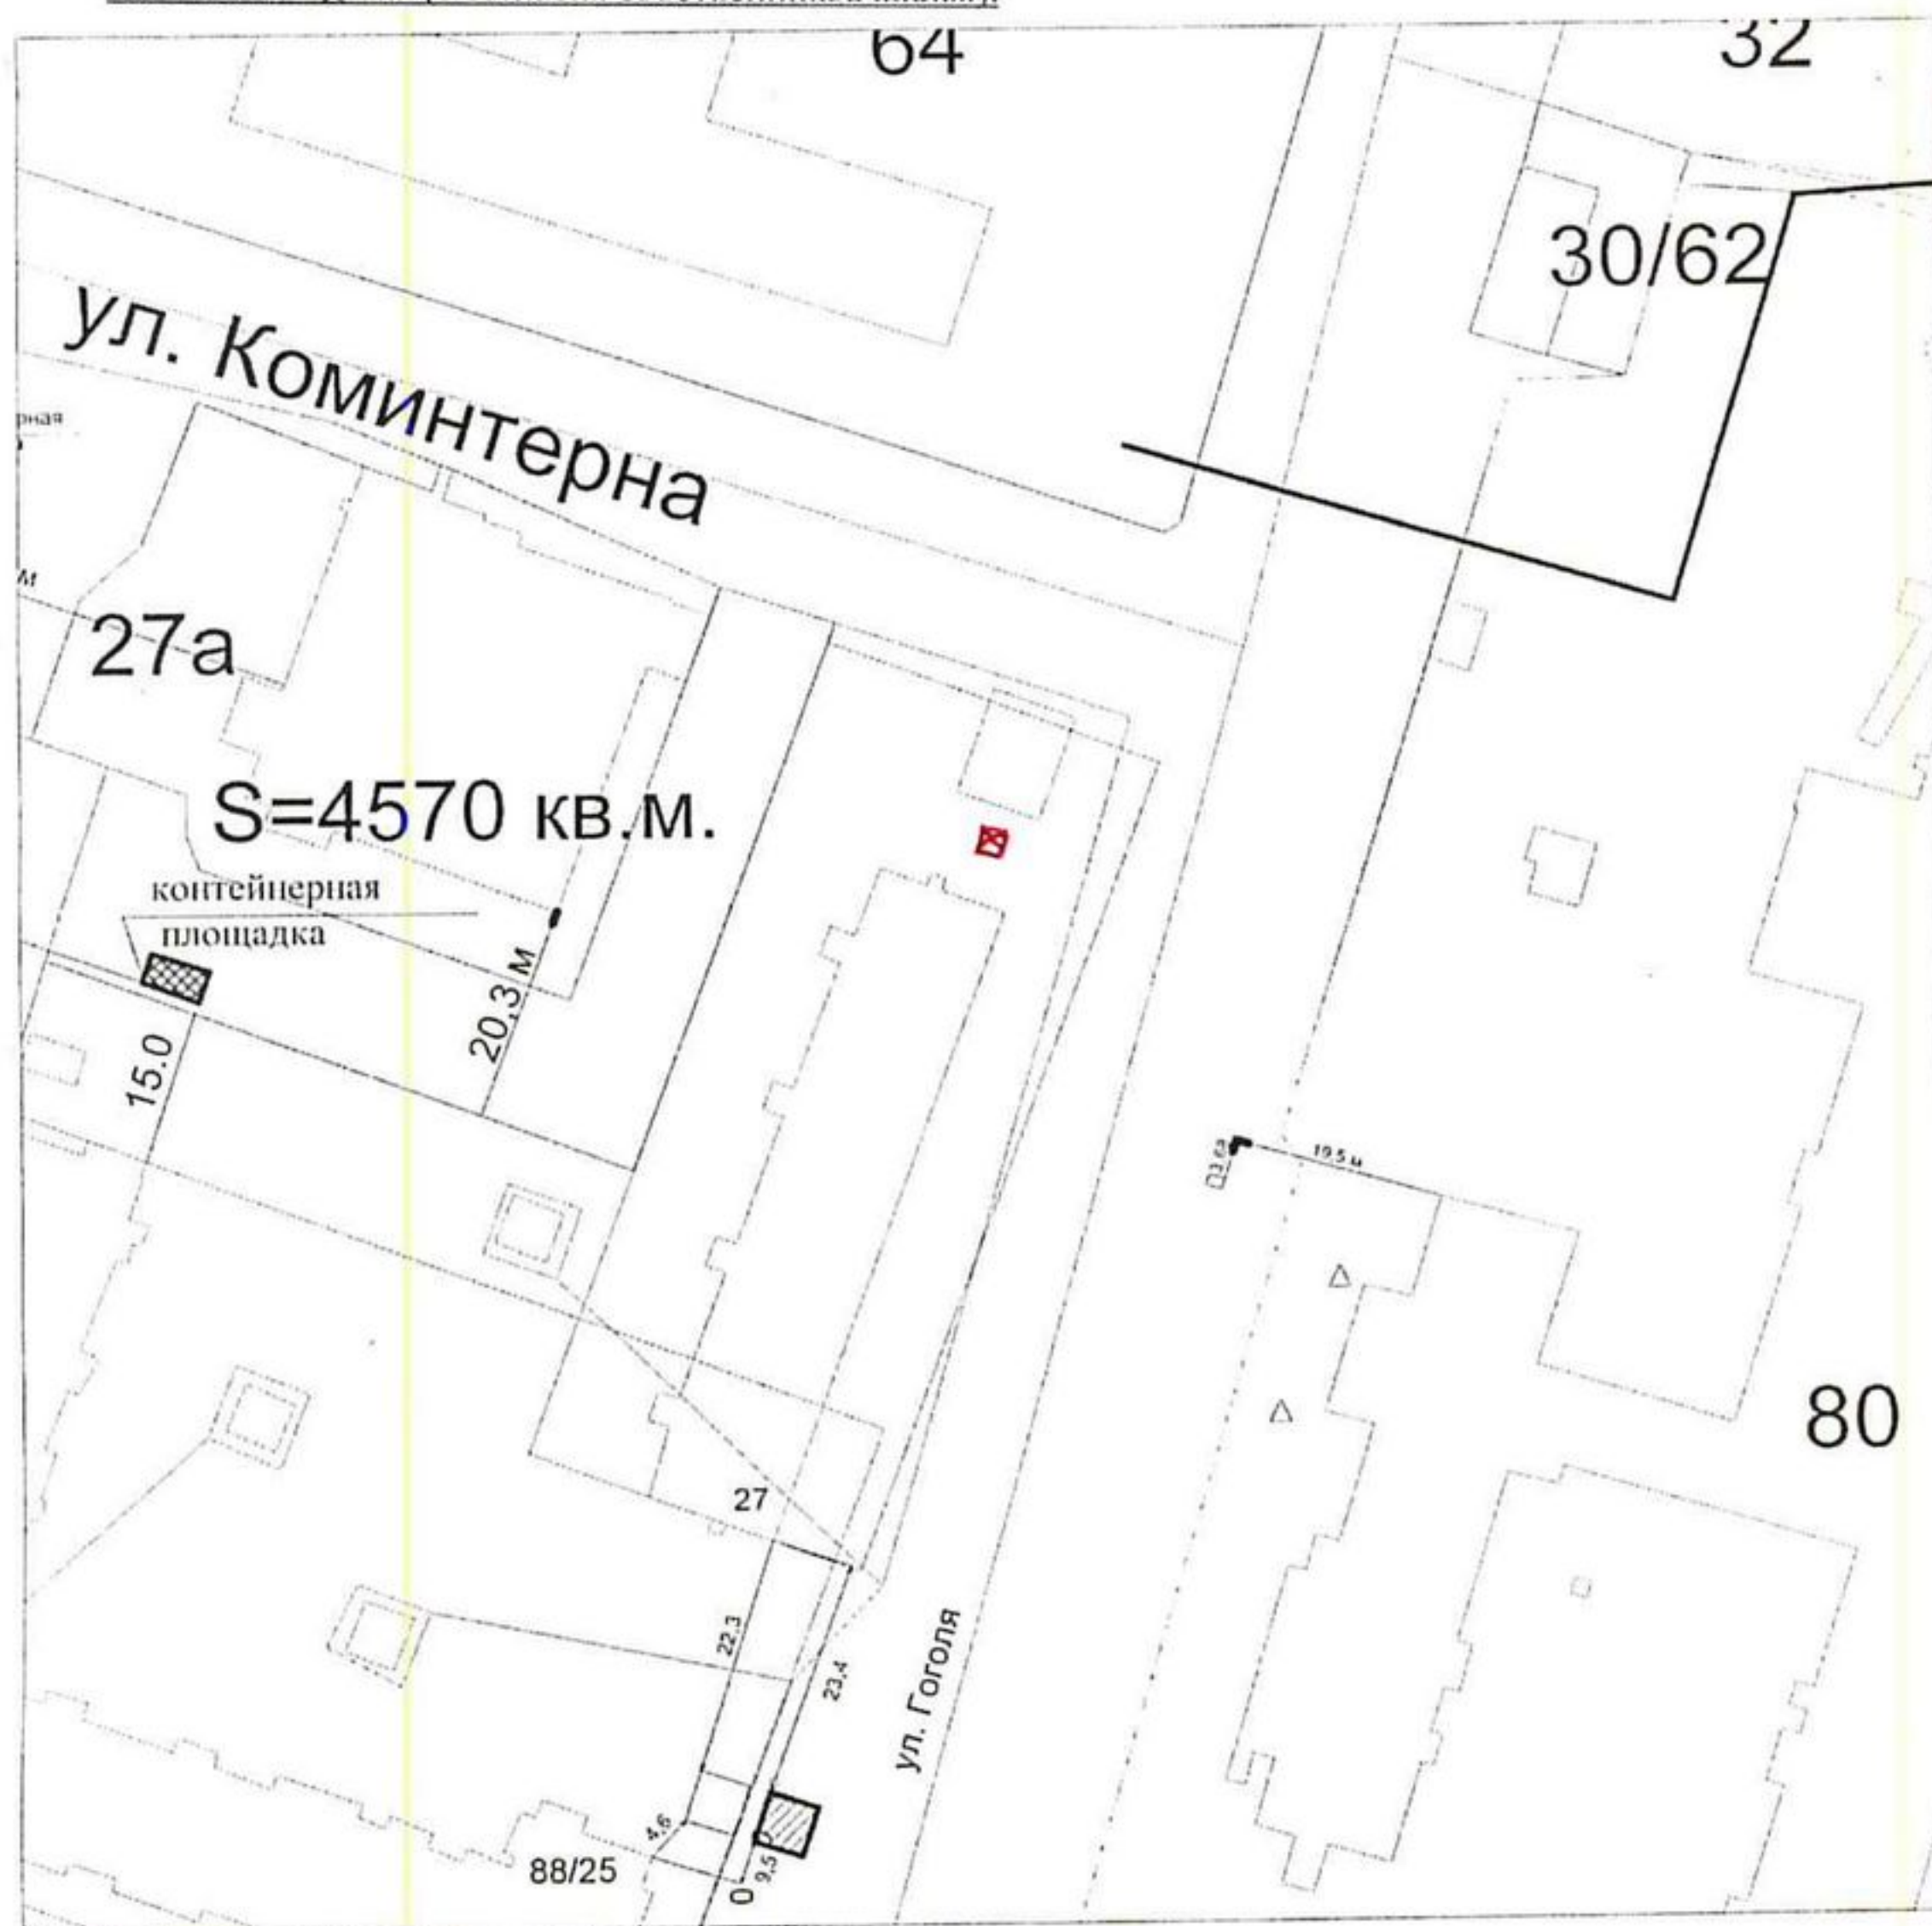 64
32
30/62
ул. Коминтерна
рная
м
27а
S=4570 кв.м.
контейнерная
площадка
20,3 м
15.0
19,5 м
80
27
22,3
23,4
ул. Гоголя
4,6
88/25
9,5
0